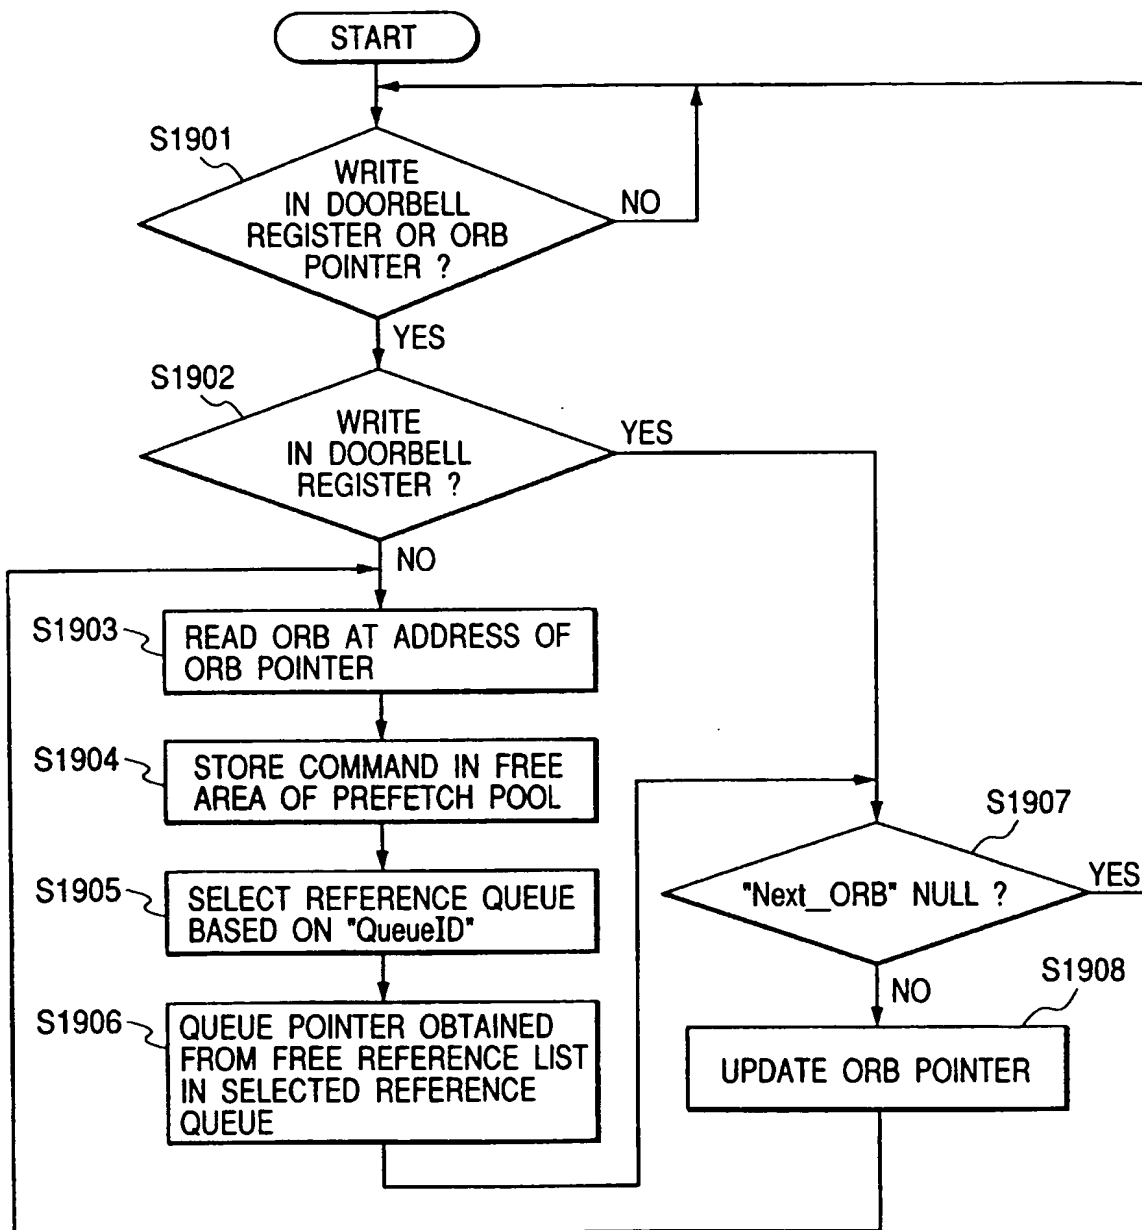 START
S1901
WRITE
IN DOORBELL
REGISTER OR ORB
POINTER ?
NO
YES
S1902
WRITE
IN DOORBELL
REGISTER ?
YES
NO
S1903
READ ORB AT ADDRESS OF
ORB POINTER
S1904
STORE COMMAND IN FREE
AREA OF PREFETCH POOL
S1905
SELECT REFERENCE QUEUE
BASED ON "QueueID"
S1906
QUEUE POINTER OBTAINED
FROM FREE REFERENCE LIST
IN SELECTED REFERENCE
QUEUE
S1907
"Next_ORB" NULL ?
YES
NO
S1908
UPDATE ORB POINTER